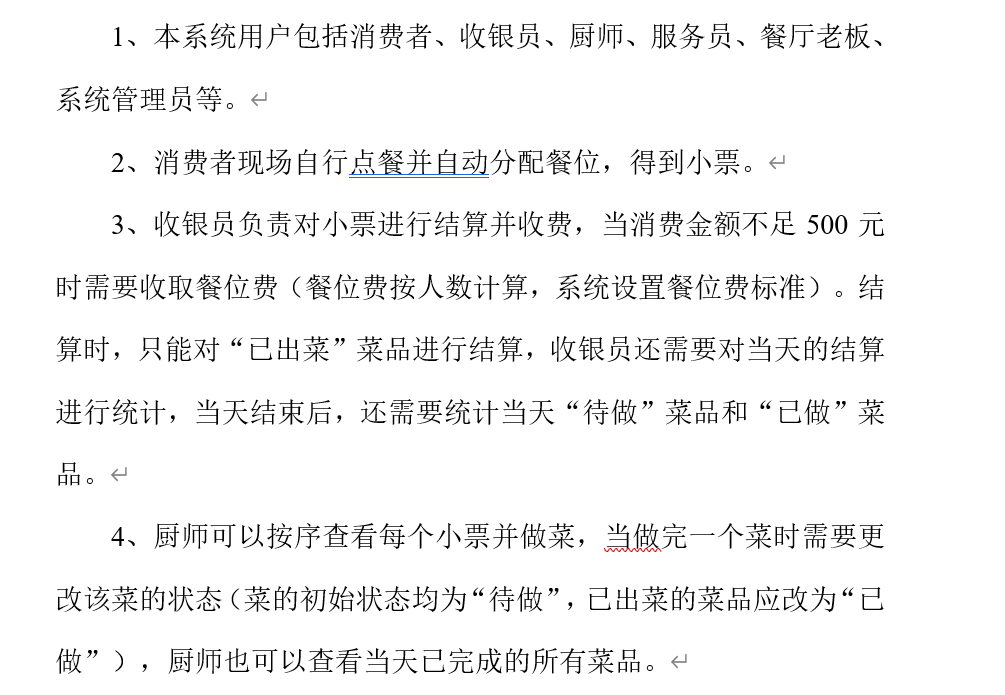 1、本系统用户包括消费者、收银员、厨师、服务员、餐厅老板、
系统管理员等。
2、消费者现场自行点餐并自动分配餐位，得到小票。
3、收银员负责对小票进行结算并收费，当消费金额不足 500 元
时需要收取餐位费（餐位费按人数计算，系统设置餐位费标准）。结
算时，只能对“已出菜”菜品进行结算，收银员还需要对当天的结算
进行统计，当天结束后，还需要统计当天“待做”菜品和“已做”菜
品。
4、厨师可以按序查看每个小票并做菜，当做完一个菜时需要更
改该菜的状态（菜的初始状态均为“待做”，已出菜的菜品应改为“已
做”），厨师也可以查看当天已完成的所有菜品。